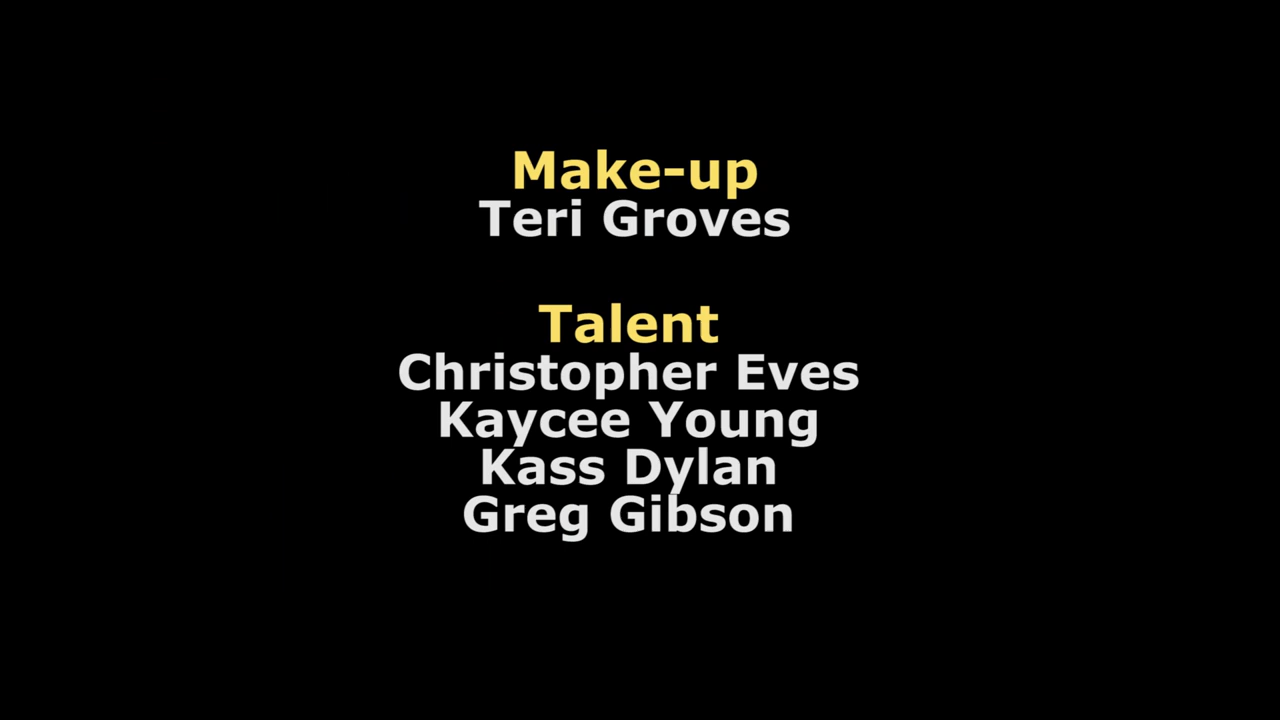 Make-up
Teri Groves
Talent
Christopher Eves
Kaycee Young
Kass Dylan
Greg Gibson